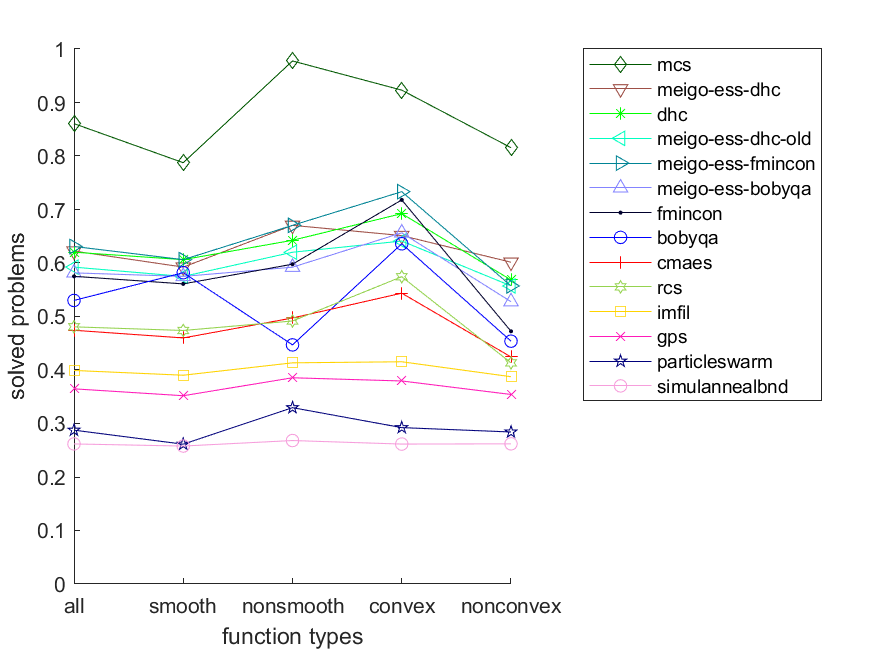 1
0.9
0.8
0.7
0.6
0.5
0.4
0.3
0.2
0.1
0
solved problems
all smooth nonsmooth convex nonconvex
function types
mcs
meigo-ess-dhc
dhc
meigo-ess-dhc-old
meigo-ess-fmincon
meigo-ess-bobyqa
fmincon
bobyqa
cmaes
rcs
imfil
gps
particleswarm
simulannealbnd